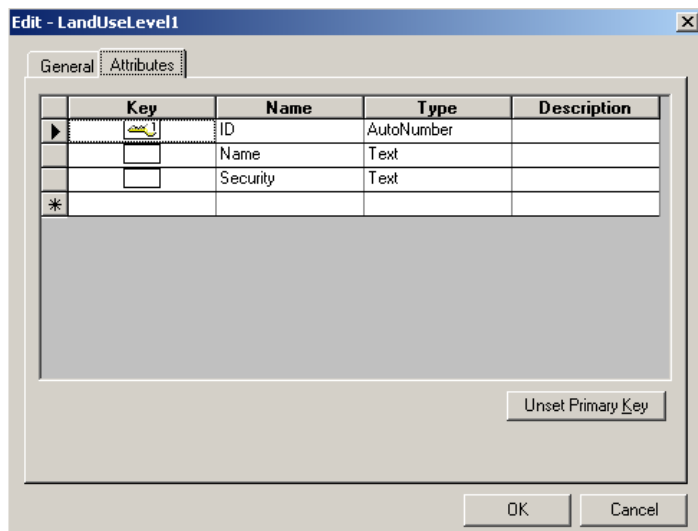 Edit - LandUseLevel1
General Attributes
Key Name Type Description
1 ID AutoNumber
Name Text
Security Text
Unset Primary Key
OK Cancel